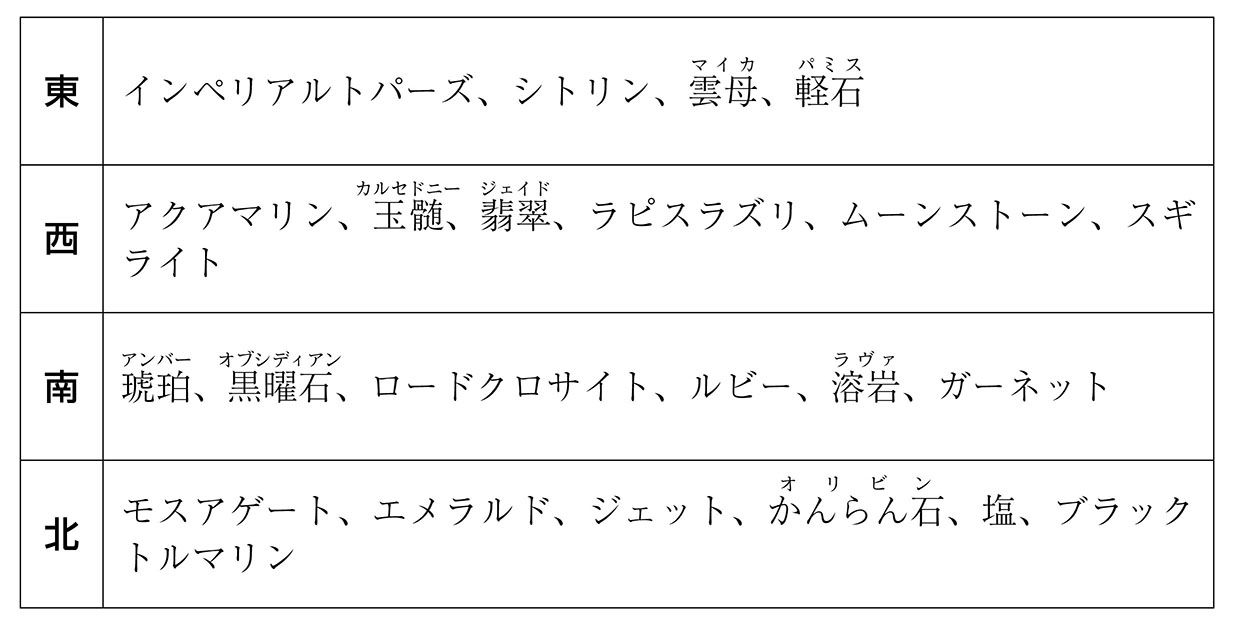 東
マイカ パミス
インペリアルトパーズ、シトリン、雲母、軽石
西
カルセドニー ジェイド
アクアマリン、玉髄、翡翠、ラピスラズリ、ムーンストーン、スギ
ライト
南
アンバー オブシディアン ラヴァ
琥珀、黒曜石、ロードクロサイト、ルビー、溶岩、ガーネット
北
オリビン
モスアゲート、エメラルド、ジェット、かんらん石、塩、ブラック
トルマリン